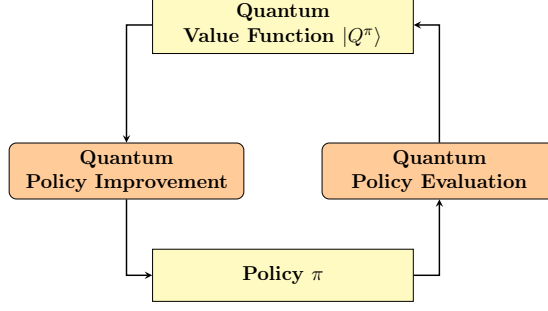 Quantum
Value Function |Q^π⟩
Quantum
Policy Improvement
Quantum
Policy Evaluation
Policy π